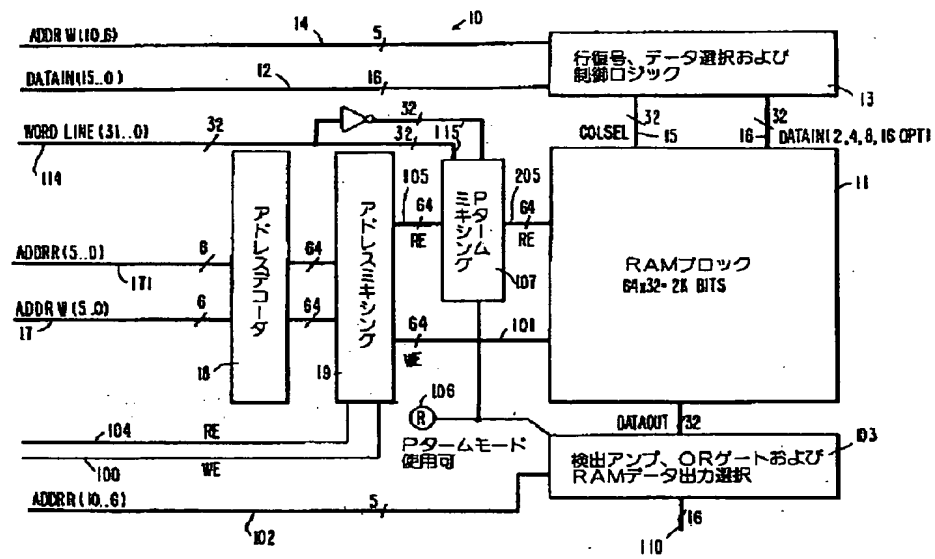 10
ADDRW(10,6)
14
5
行復号、データ選択および
制御ロジック
13
DATAIN(15..0)
12
16
WORD LINE(31..0)
32
114
32
32
115
32
COLSEL
15
32
16
DATAIN(2,4,8,16 OPT)
アドレスデコーダ
18
アドレスミキシング
19
105
64
RE
Pターム
ミキシング
107
205
64
RE
11
RAMブロック
64x32=2K BITS
ADDRR(5..0)
171
6
64
ADDRW(5..0)
17
6
64
64
WE
101
106
R
Pタームモード
使用可
DATAOUT
32
103
検出アンプ、ORゲートおよび
RAMデータ出力選択
104
RE
100
WE
ADDRR(10..6)
102
5
16
110